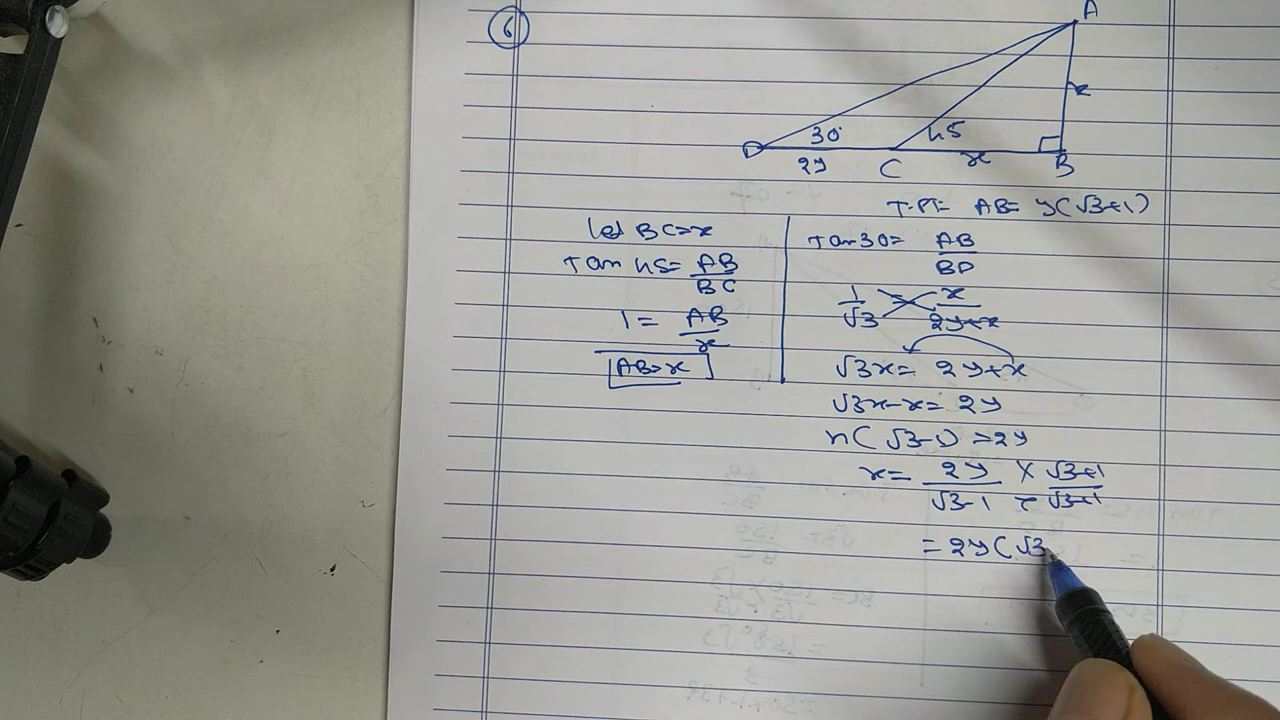 6
A
x
30°
45
D
2y
C
x
B
T.PT= AB= y(√3+1)
let BC=x
Tan 45= AB/BC
1= AB/x
AB=x
Tan 30= AB/BD
1/√3 = x/2y+x
√3x= 2y+x
√3x-x= 2y
x(√3-1) =2y
x= 2y/√3-1 × √3+1/√3+1
= 2y(√3